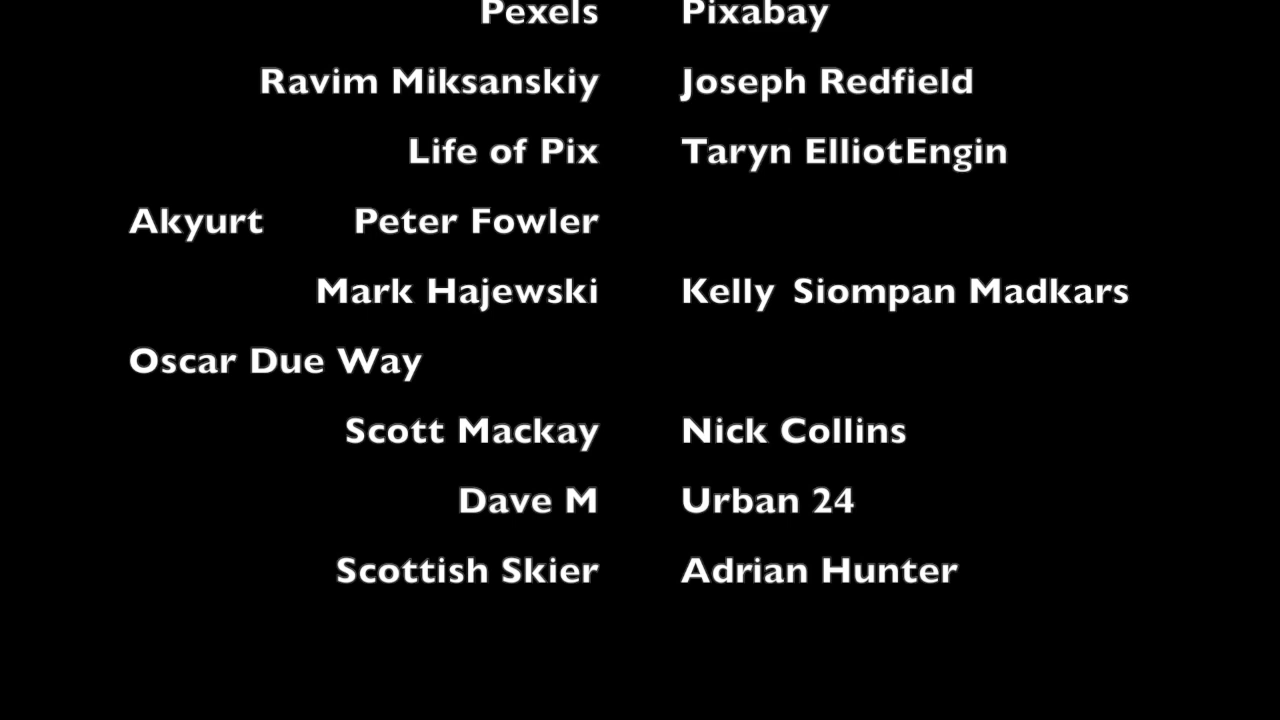 Pexels Pixabay
Ravim Miksanskiy Joseph Redfield
Life of Pix Taryn ElliotEngin
Akyurt Peter Fowler
Mark Hajewski Kelly Siompan Madkars
Oscar Due Way
Scott Mackay Nick Collins
Dave M Urban 24
Scottish Skier Adrian Hunter